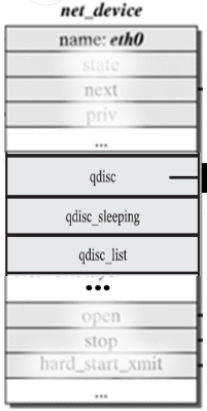 net_device
name: eth0
state
next
priv
...
qdisc
qdisc_sleeping
qdisc_list
...
open
stop
hard_start_xmit
...